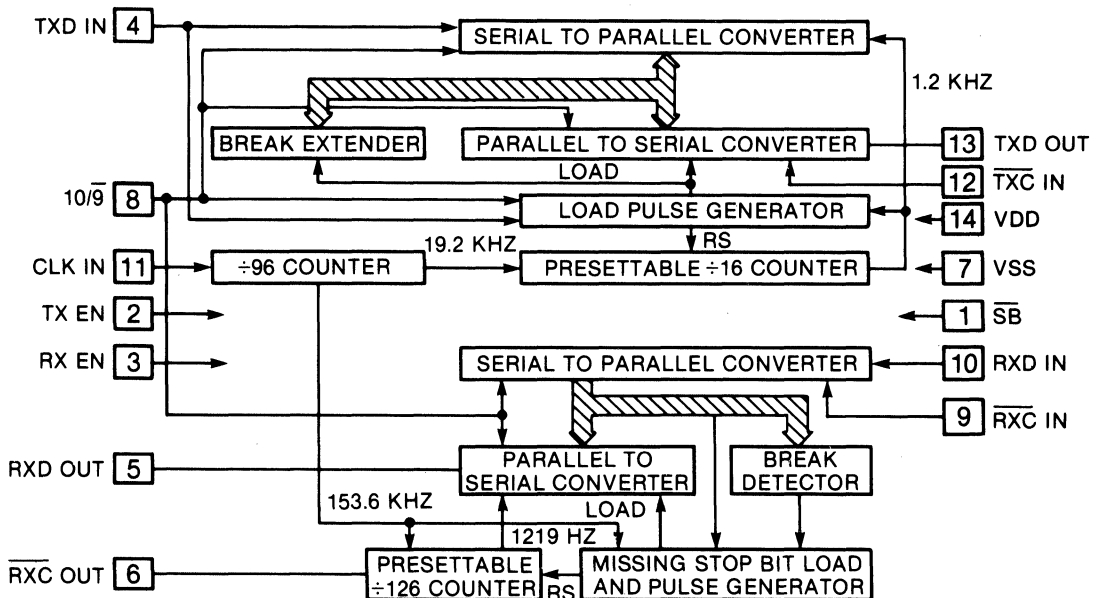 TXD IN 4
SERIAL TO PARALLEL CONVERTER
1.2 KHZ
BREAK EXTENDER
PARALLEL TO SERIAL CONVERTER
13 TXD OUT
LOAD
12 T̅X̅C̅ IN
10/9̅ 8
LOAD PULSE GENERATOR
14 VDD
19.2 KHZ
RS
CLK IN 11
÷96 COUNTER
PRESETTABLE ÷16 COUNTER
7 VSS
TX EN 2
1 S̅B̅
RX EN 3
SERIAL TO PARALLEL CONVERTER
10 RXD IN
9 R̅X̅C̅ IN
RXD OUT 5
PARALLEL TO
SERIAL CONVERTER
BREAK
DETECTOR
153.6 KHZ
LOAD
1219 HZ
R̅X̅C̅ OUT 6
PRESETTABLE
÷126 COUNTER
RS
MISSING STOP BIT LOAD
AND PULSE GENERATOR